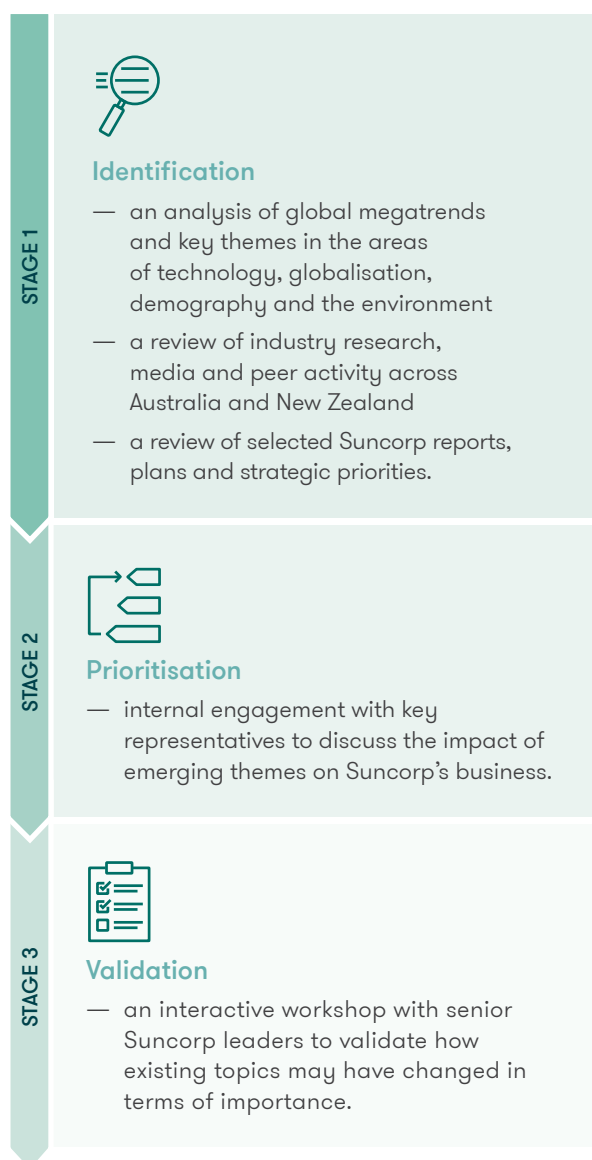 STAGE 1
Identification
— an analysis of global megatrends
and key themes in the areas
of technology, globalisation,
demography and the environment
— a review of industry research,
media and peer activity across
Australia and New Zealand
— a review of selected Suncorp reports,
plans and strategic priorities.
STAGE 2
Prioritisation
— internal engagement with key
representatives to discuss the impact of
emerging themes on Suncorp’s business.
STAGE 3
Validation
— an interactive workshop with senior
Suncorp leaders to validate how
existing topics may have changed in
terms of importance.